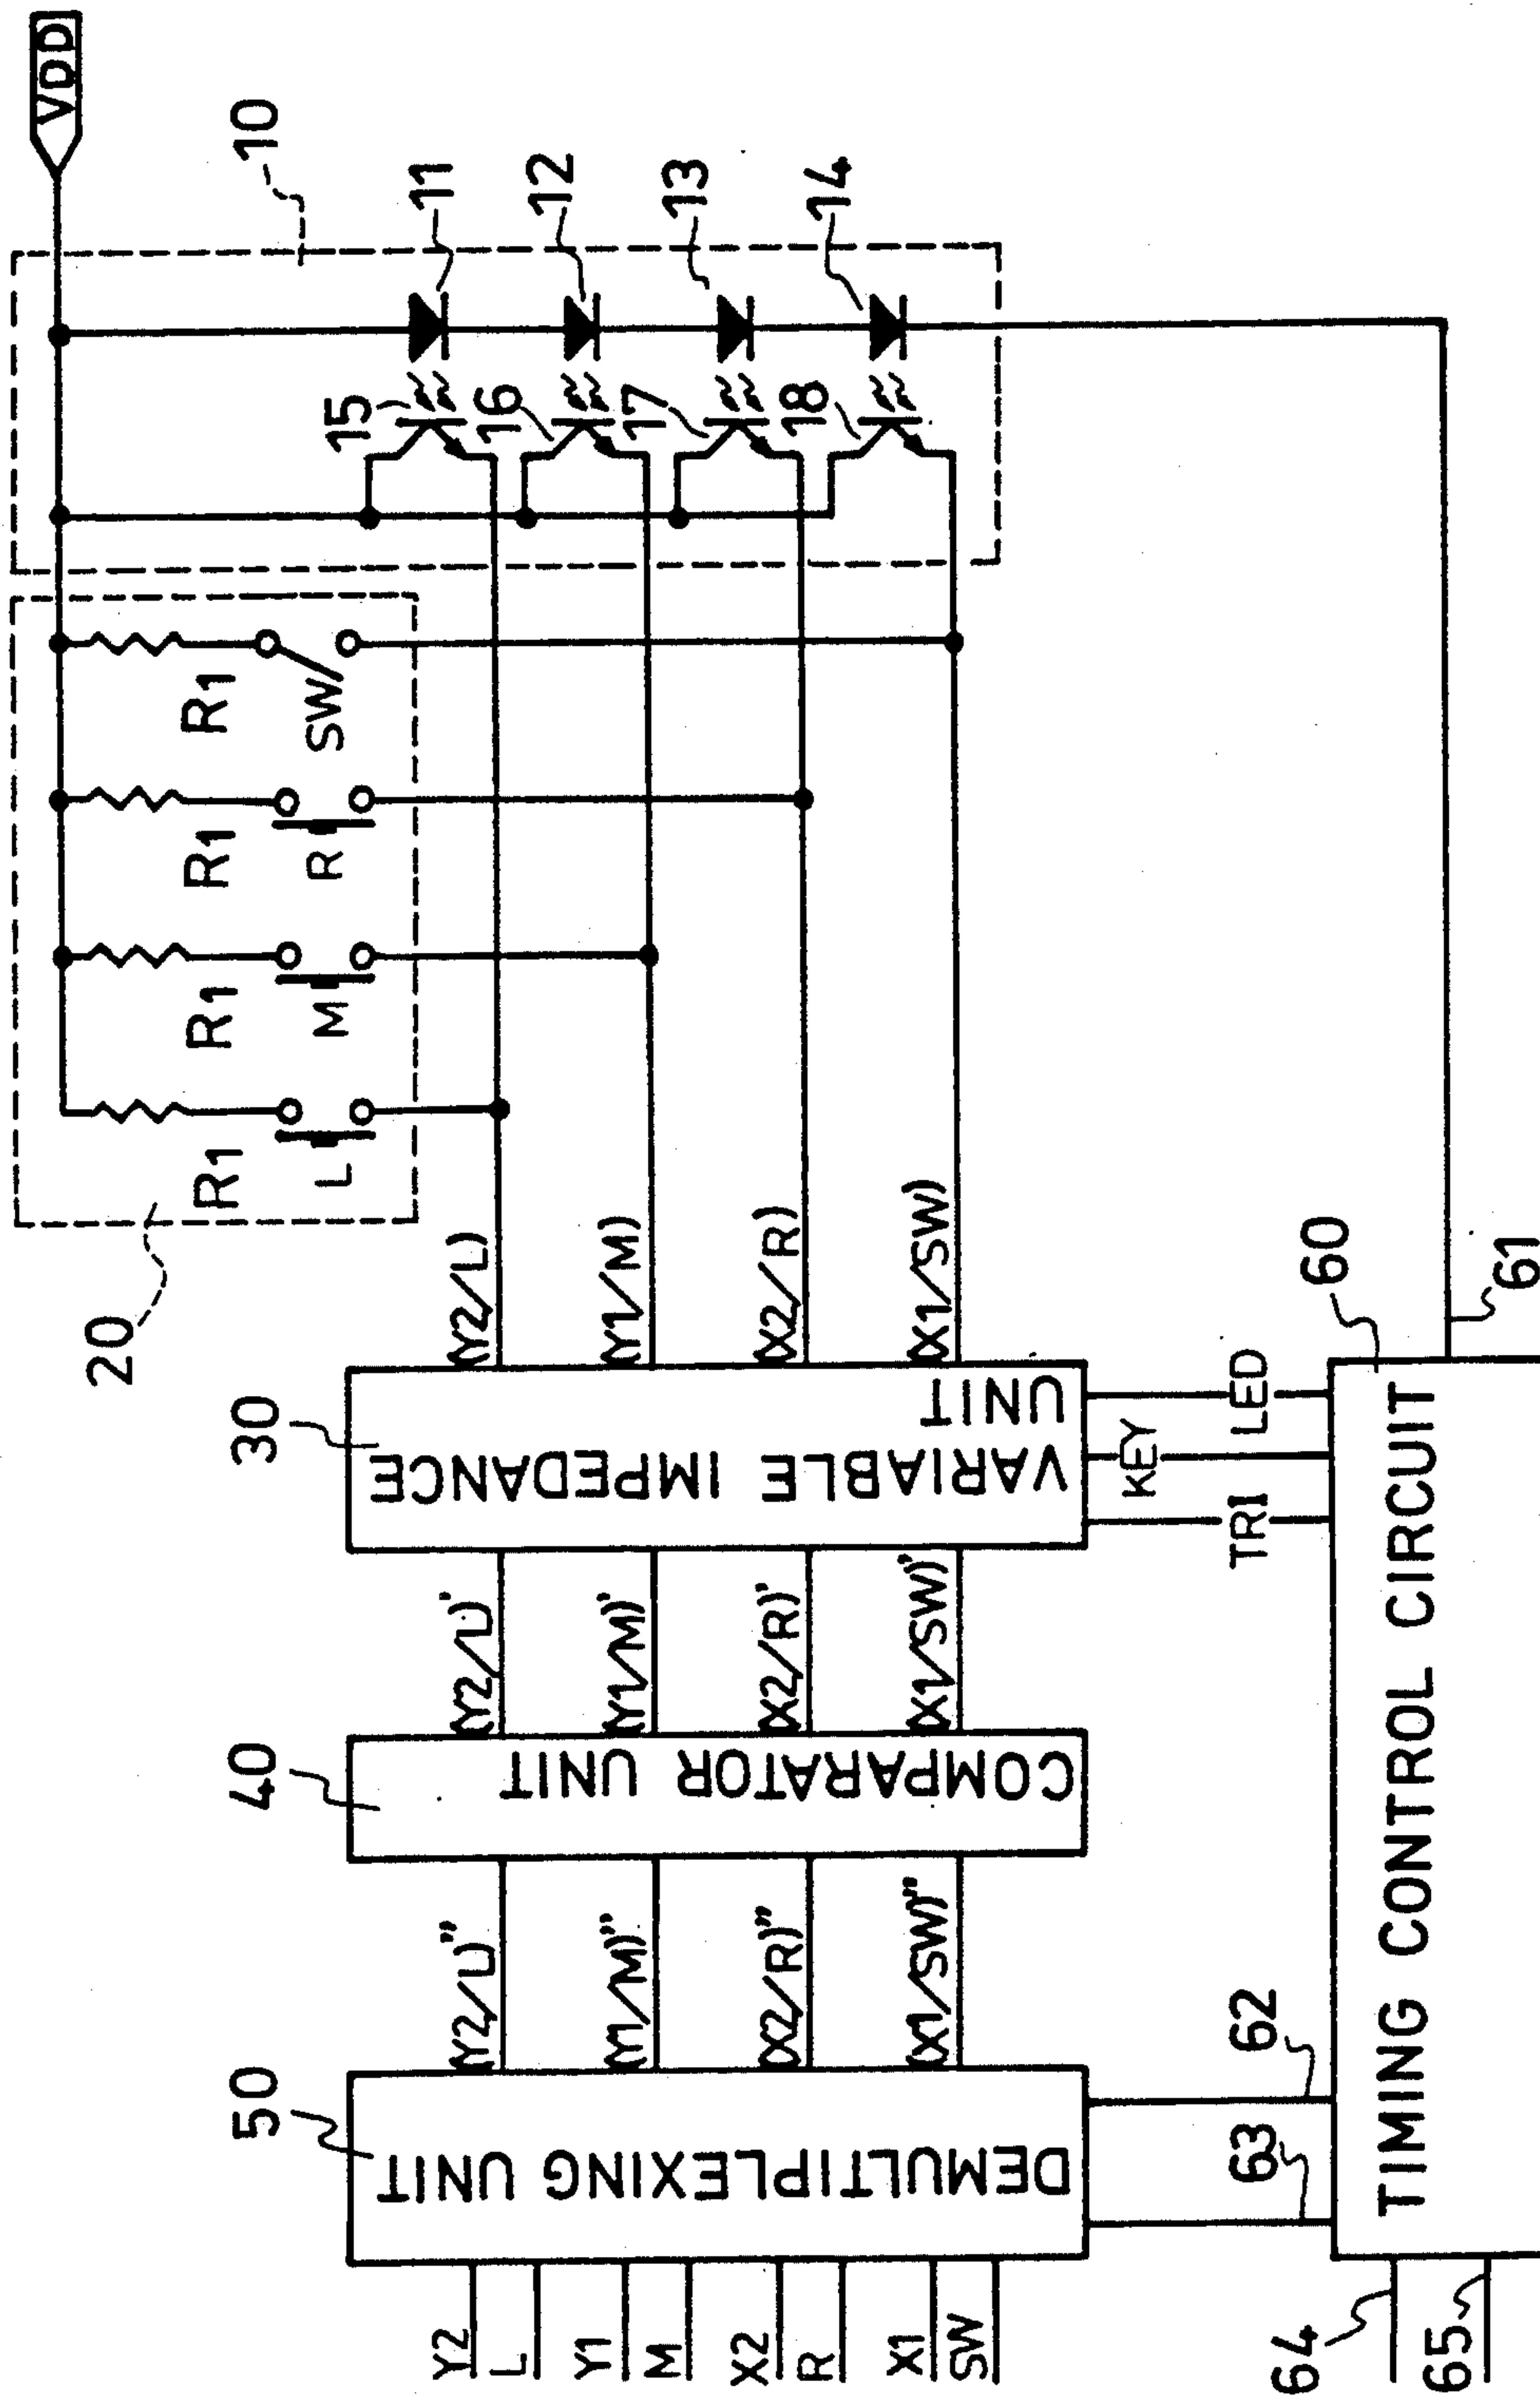 VDD
10
11
12
13
14
15
16
17
18
20
R1
SW
R1
R
R1
M
R1
L
(Y2/L)
(Y1/M)
(X2/R)
(X1/SW)
30
VARIABLE IMPEDANCE
UNIT
(Y2/L)'
(Y1/M)'
(X2/R)'
(X1/SW)'
40
COMPARATOR UNIT
(Y2/L)"
(Y1/M)"
(X2/R)"
(X1/SW)"
50
DEMULTIPLEXING UNIT
Y2
L
Y1
M
X2
R
X1
SW
TRI
KEY
LED
60
61
62
63
TIMING CONTROL CIRCUIT
64
65